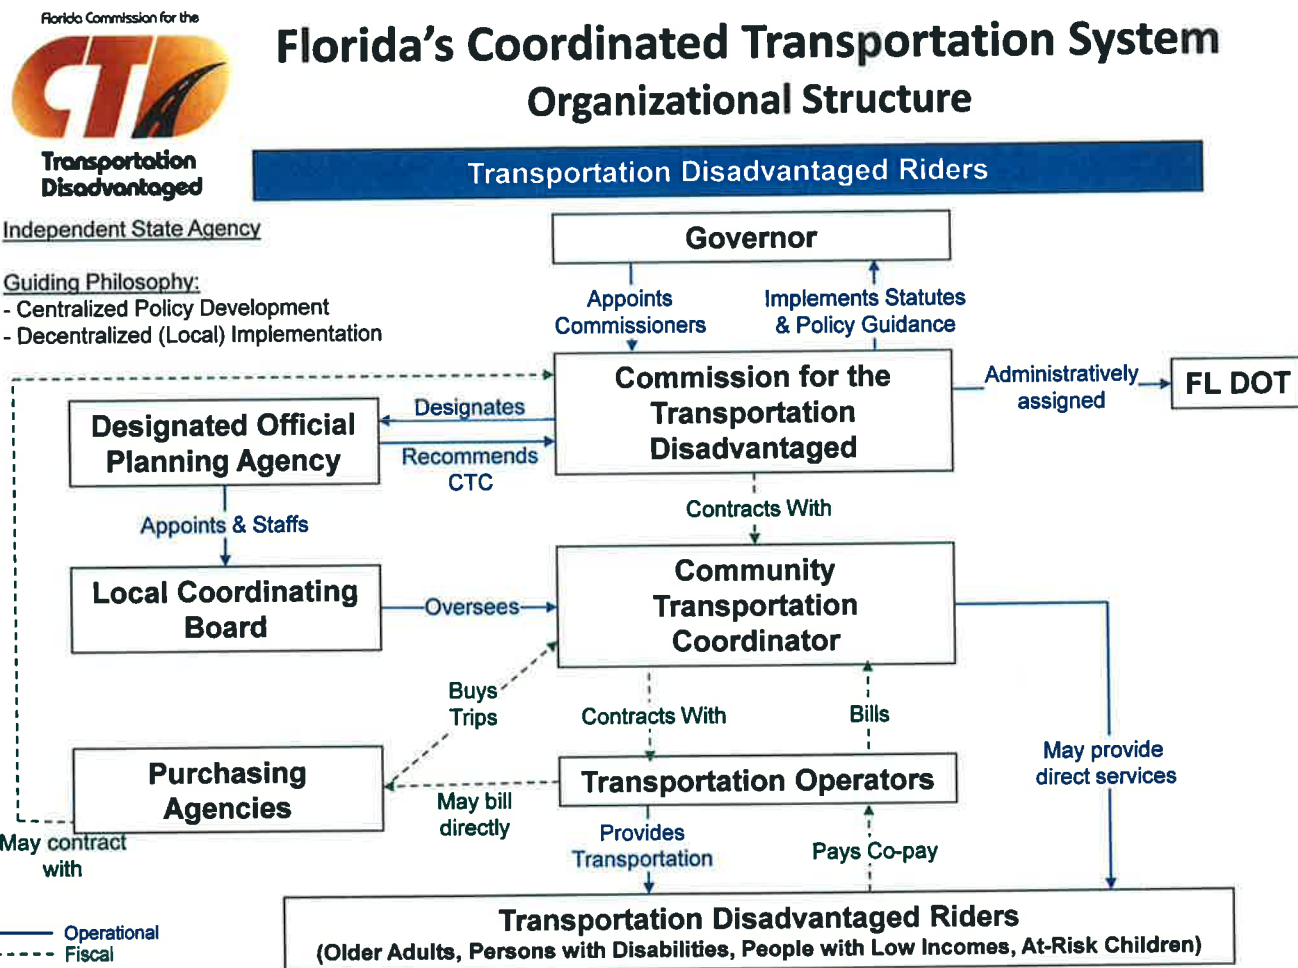 Florida Commission for the
CTD
Transportation
Disadvantaged
Florida's Coordinated Transportation System
Organizational Structure
Transportation Disadvantaged Riders
Independent State Agency
Guiding Philosophy:
- Centralized Policy Development
- Decentralized (Local) Implementation
Governor
Appoints
Commissioners
Implements Statutes
& Policy Guidance
Commission for the
Transportation
Disadvantaged
Administratively
assigned
FL DOT
Designates
Recommends
CTC
Designated Official
Planning Agency
Contracts With
Appoints & Staffs
Local Coordinating
Board
Oversees
Community
Transportation
Coordinator
Buys
Trips
Contracts With
Bills
May provide
direct services
Purchasing
Agencies
May bill
directly
Transportation Operators
May contract
with
Provides
Transportation
Pays Co-pay
Transportation Disadvantaged Riders
(Older Adults, Persons with Disabilities, People with Low Incomes, At-Risk Children)
Operational
Fiscal